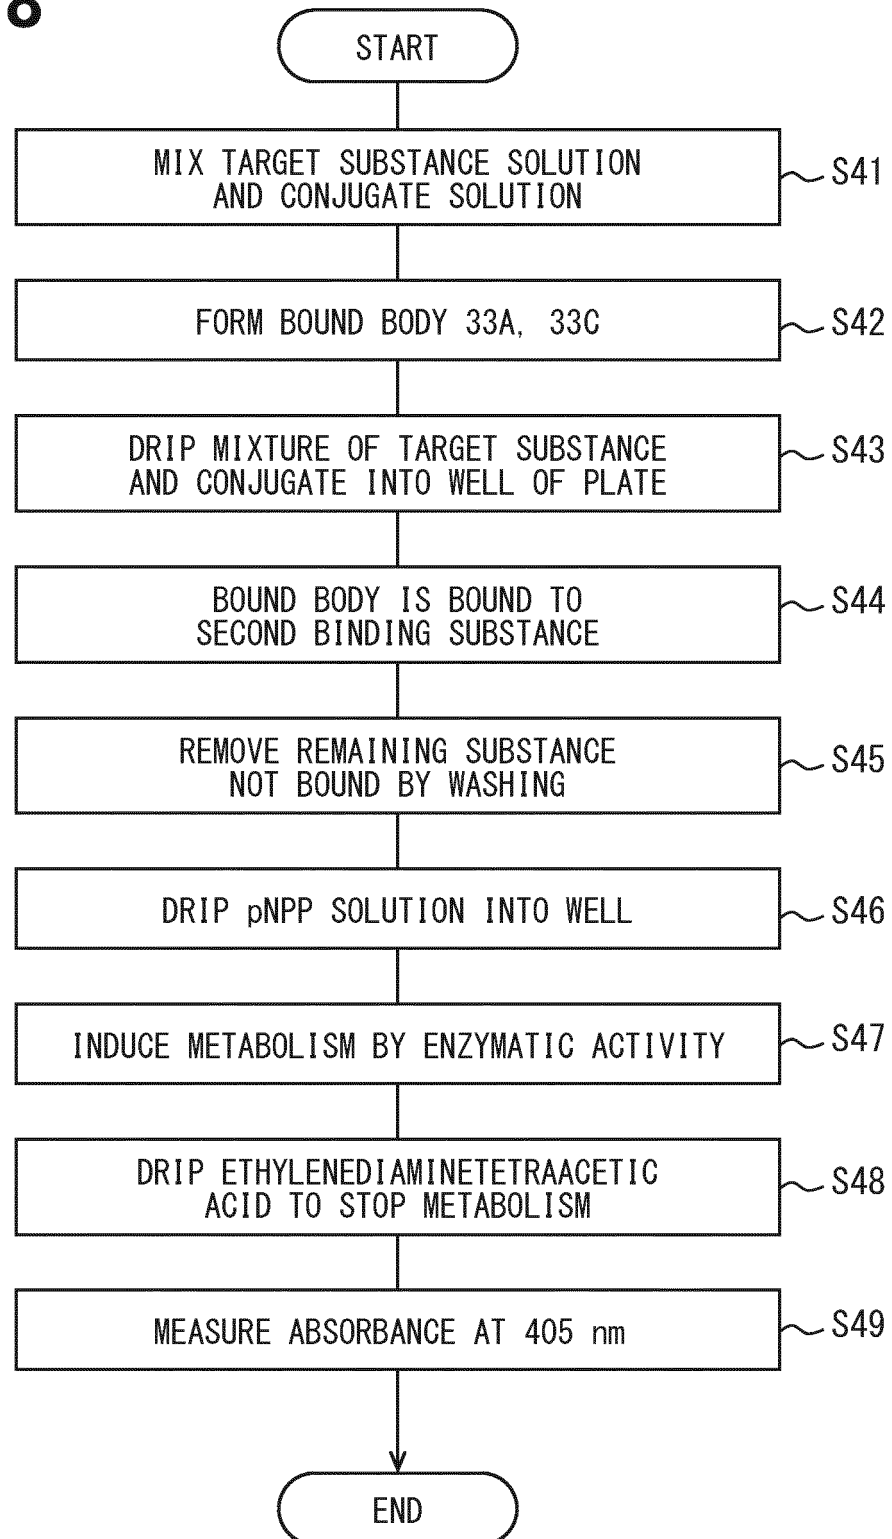 START
MIX TARGET SUBSTANCE SOLUTION
AND CONJUGATE SOLUTION
S41
FORM BOUND BODY 33A, 33C
S42
DRIP MIXTURE OF TARGET SUBSTANCE
AND CONJUGATE INTO WELL OF PLATE
S43
BOUND BODY IS BOUND TO
SECOND BINDING SUBSTANCE
S44
REMOVE REMAINING SUBSTANCE
NOT BOUND BY WASHING
S45
DRIP pNPP SOLUTION INTO WELL
S46
INDUCE METABOLISM BY ENZYMATIC ACTIVITY
S47
DRIP ETHYLENEDIAMINETETRAACETIC
ACID TO STOP METABOLISM
S48
MEASURE ABSORBANCE AT 405 nm
S49
END